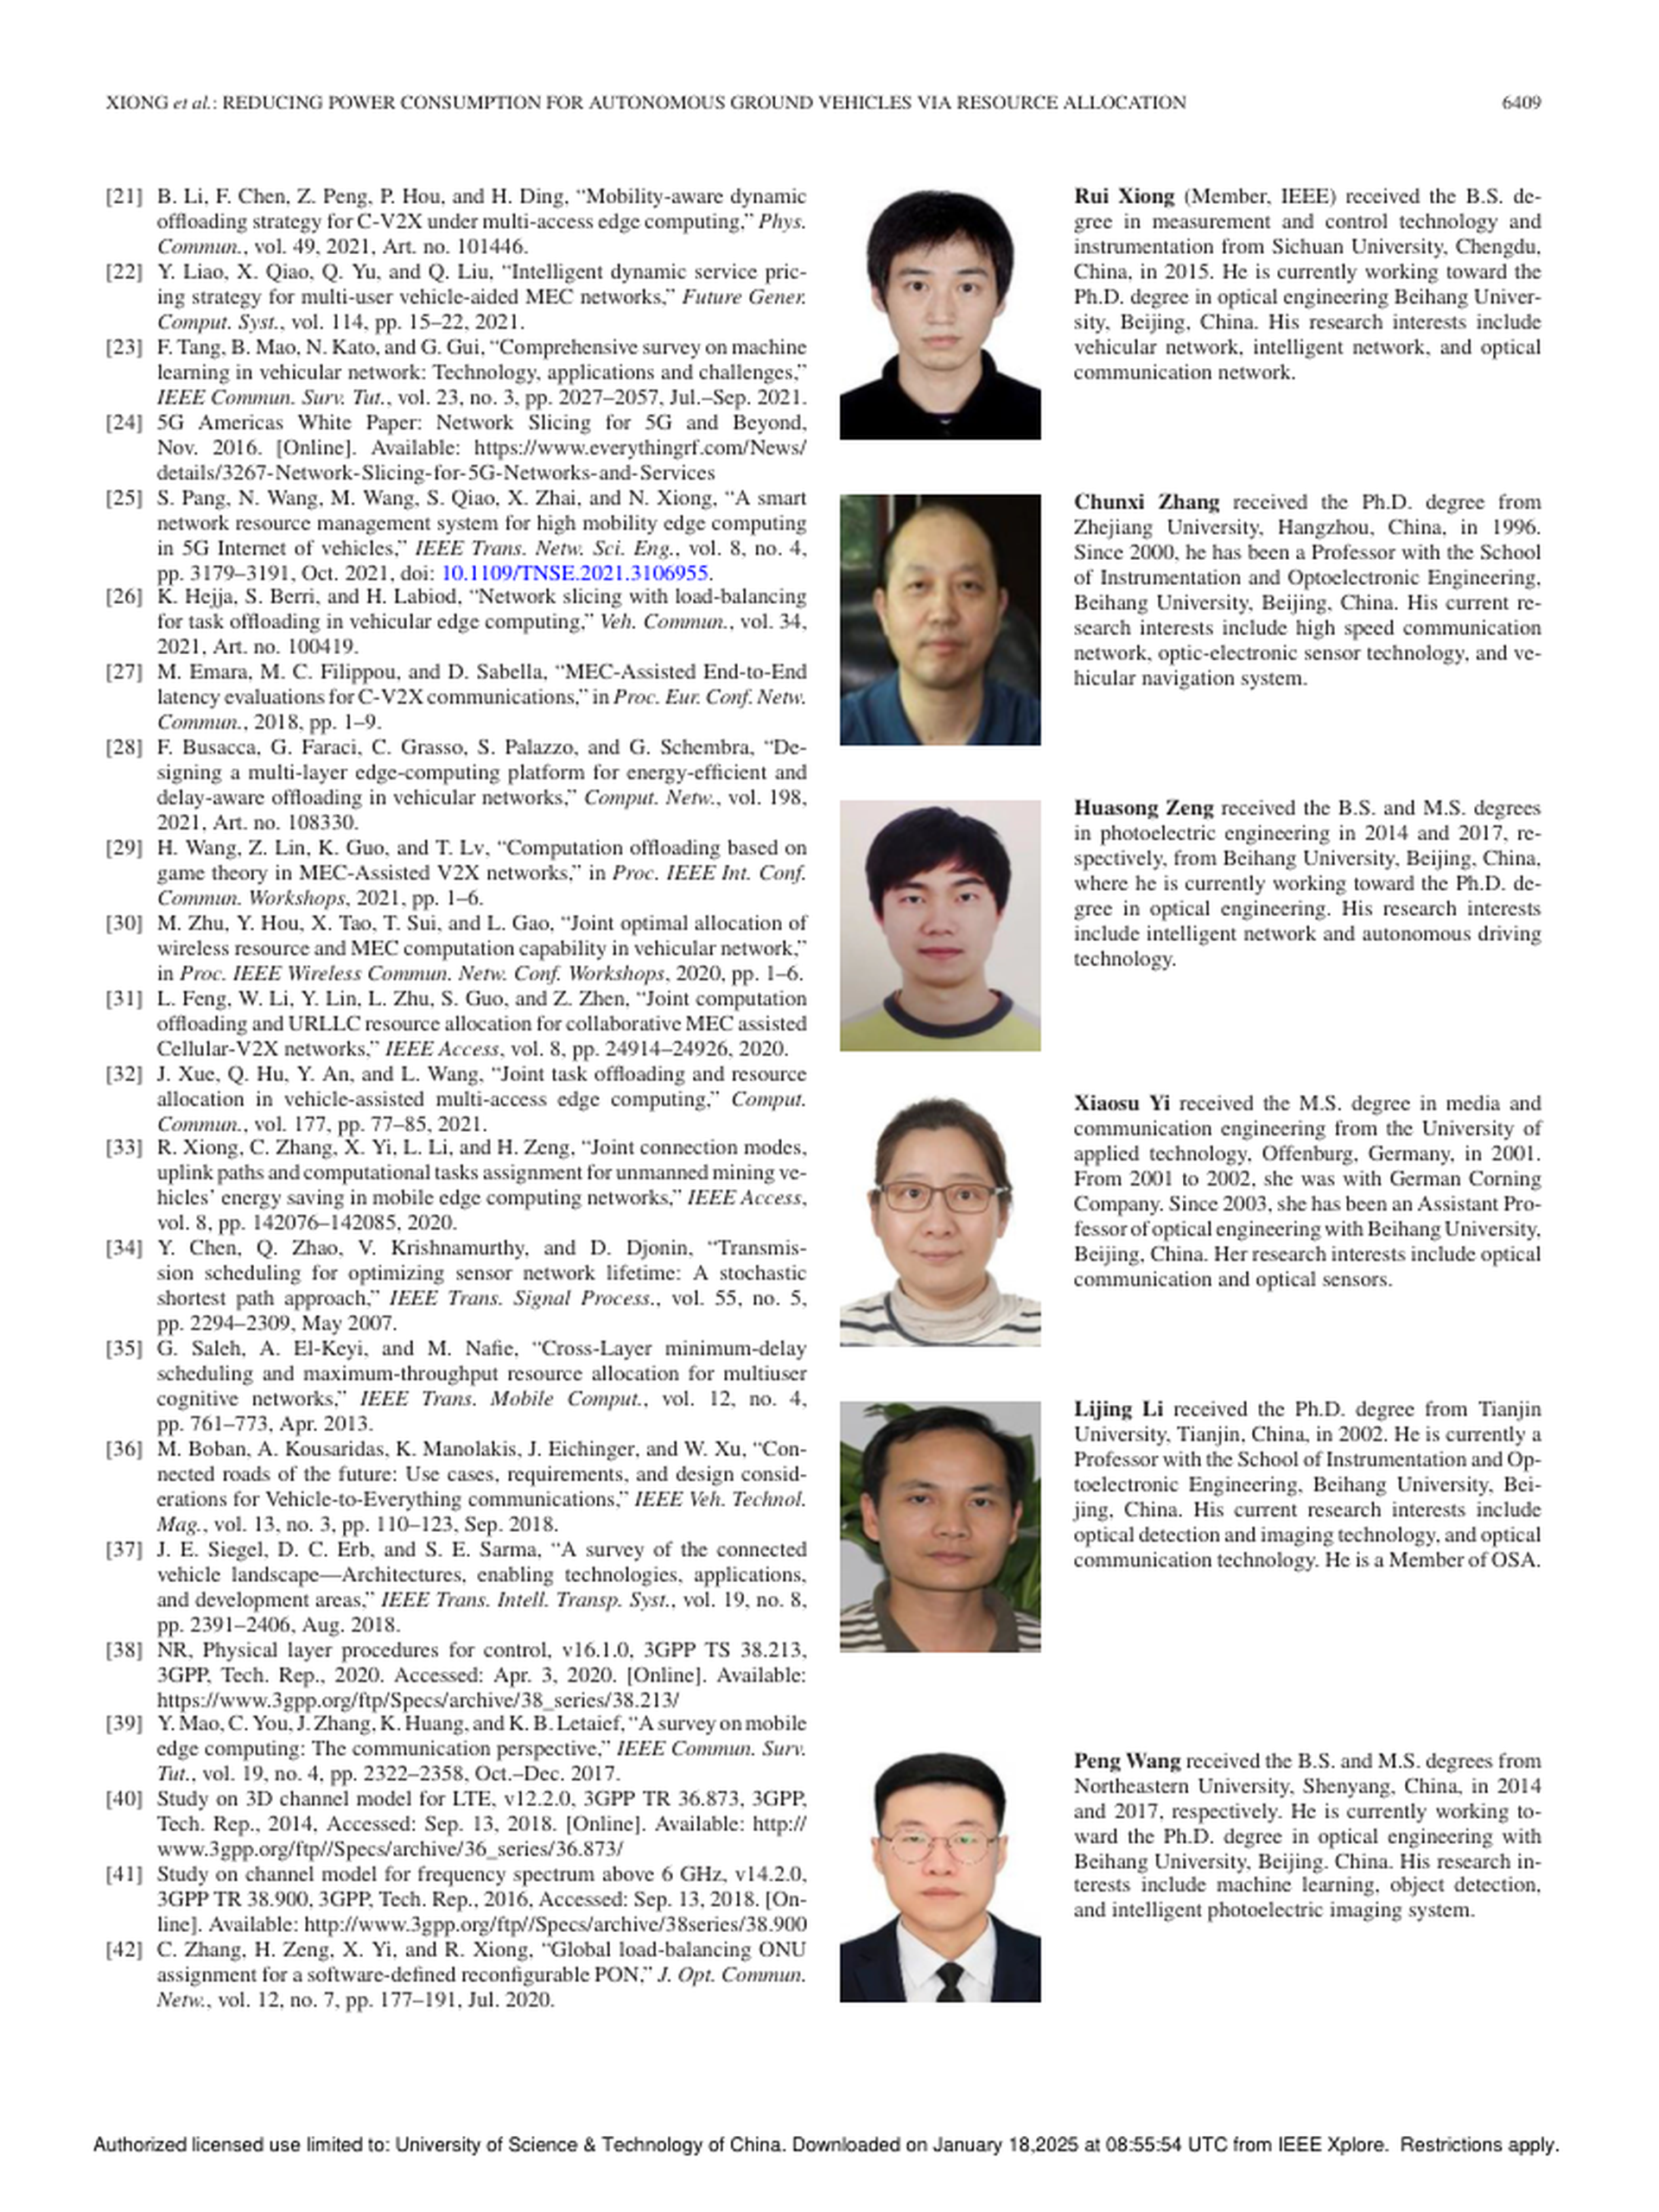 XIONG et al.: REDUCING POWER CONSUMPTION FOR AUTONOMOUS GROUND VEHICLES VIA RESOURCE ALLOCATION 6409
[21] B. Li, F. Chen, Z. Peng, P. Hou, and H. Ding, “Mobility-aware dynamic
offloading strategy for C-V2X under multi-access edge computing,” Phys.
Commun., vol. 49, 2021, Art. no. 101446.
[22] Y. Liao, X. Qiao, Q. Yu, and Q. Liu, “Intelligent dynamic service pric-
ing strategy for multi-user vehicle-aided MEC networks,” Future Gener.
Comput. Syst., vol. 114, pp. 15–22, 2021.
[23] F. Tang, B. Mao, N. Kato, and G. Gui, “Comprehensive survey on machine
learning in vehicular network: Technology, applications and challenges,”
IEEE Commun. Surv. Tut., vol. 23, no. 3, pp. 2027–2057, Jul.–Sep. 2021.
[24] 5G Americas White Paper: Network Slicing for 5G and Beyond,
Nov. 2016. [Online]. Available: https://www.everythingrf.com/News/
details/3267-Network-Slicing-for-5G-Networks-and-Services
[25] S. Pang, N. Wang, M. Wang, S. Qiao, X. Zhai, and N. Xiong, “A smart
network resource management system for high mobility edge computing
in 5G Internet of vehicles,” IEEE Trans. Netw. Sci. Eng., vol. 8, no. 4,
pp. 3179–3191, Oct. 2021, doi: 10.1109/TNSE.2021.3106955.
[26] K. Hejja, S. Berri, and H. Labiod, “Network slicing with load-balancing
for task offloading in vehicular edge computing,” Veh. Commun., vol. 34,
2021, Art. no. 100419.
[27] M. Emara, M. C. Filippou, and D. Sabella, “MEC-Assisted End-to-End
latency evaluations for C-V2X communications,” in Proc. Eur. Conf. Netw.
Commun., 2018, pp. 1–9.
[28] F. Busacca, G. Faraci, C. Grasso, S. Palazzo, and G. Schembra, “De-
signing a multi-layer edge-computing platform for energy-efficient and
delay-aware offloading in vehicular networks,” Comput. Netw., vol. 198,
2021, Art. no. 108330.
[29] H. Wang, Z. Lin, K. Guo, and T. Lv, “Computation offloading based on
game theory in MEC-Assisted V2X networks,” in Proc. IEEE Int. Conf.
Commun. Workshops, 2021, pp. 1–6.
[30] M. Zhu, Y. Hou, X. Tao, T. Sui, and L. Gao, “Joint optimal allocation of
wireless resource and MEC computation capability in vehicular network,”
in Proc. IEEE Wireless Commun. Netw. Conf. Workshops, 2020, pp. 1–6.
[31] L. Feng, W. Li, Y. Lin, L. Zhu, S. Guo, and Z. Zhen, “Joint computation
offloading and URLLC resource allocation for collaborative MEC assisted
Cellular-V2X networks,” IEEE Access, vol. 8, pp. 24914–24926, 2020.
[32] J. Xue, Q. Hu, Y. An, and L. Wang, “Joint task offloading and resource
allocation in vehicle-assisted multi-access edge computing,” Comput.
Commun., vol. 177, pp. 77–85, 2021.
[33] R. Xiong, C. Zhang, X. Yi, L. Li, and H. Zeng, “Joint connection modes,
uplink paths and computational tasks assignment for unmanned mining ve-
hicles’ energy saving in mobile edge computing networks,” IEEE Access,
vol. 8, pp. 142076–142085, 2020.
[34] Y. Chen, Q. Zhao, V. Krishnamurthy, and D. Djonin, “Transmis-
sion scheduling for optimizing sensor network lifetime: A stochastic
shortest path approach,” IEEE Trans. Signal Process., vol. 55, no. 5,
pp. 2294–2309, May 2007.
[35] G. Saleh, A. El-Keyi, and M. Nafie, “Cross-Layer minimum-delay
scheduling and maximum-throughput resource allocation for multiuser
cognitive networks,” IEEE Trans. Mobile Comput., vol. 12, no. 4,
pp. 761–773, Apr. 2013.
[36] M. Boban, A. Kousaridas, K. Manolakis, J. Eichinger, and W. Xu, “Con-
nected roads of the future: Use cases, requirements, and design consid-
erations for Vehicle-to-Everything communications,” IEEE Veh. Technol.
Mag., vol. 13, no. 3, pp. 110–123, Sep. 2018.
[37] J. E. Siegel, D. C. Erb, and S. E. Sarma, “A survey of the connected
vehicle landscape—Architectures, enabling technologies, applications,
and development areas,” IEEE Trans. Intell. Transp. Syst., vol. 19, no. 8,
pp. 2391–2406, Aug. 2018.
[38] NR, Physical layer procedures for control, v16.1.0, 3GPP TS 38.213,
3GPP, Tech. Rep., 2020. Accessed: Apr. 3, 2020. [Online]. Available:
https://www.3gpp.org/ftp/Specs/archive/38_series/38.213/
[39] Y. Mao, C. You, J. Zhang, K. Huang, and K. B. Letaief, “A survey on mobile
edge computing: The communication perspective,” IEEE Commun. Surv.
Tut., vol. 19, no. 4, pp. 2322–2358, Oct.–Dec. 2017.
[40] Study on 3D channel model for LTE, v12.2.0, 3GPP TR 36.873, 3GPP,
Tech. Rep., 2014, Accessed: Sep. 13, 2018. [Online]. Available: http://
www.3gpp.org/ftp//Specs/archive/36_series/36.873/
[41] Study on channel model for frequency spectrum above 6 GHz, v14.2.0,
3GPP TR 38.900, 3GPP, Tech. Rep., 2016, Accessed: Sep. 13, 2018. [On-
line]. Available: http://www.3gpp.org/ftp//Specs/archive/38series/38.900
[42] C. Zhang, H. Zeng, X. Yi, and R. Xiong, “Global load-balancing ONU
assignment for a software-defined reconfigurable PON,” J. Opt. Commun.
Netw., vol. 12, no. 7, pp. 177–191, Jul. 2020.
Rui Xiong (Member, IEEE) received the B.S. de-
gree in measurement and control technology and
instrumentation from Sichuan University, Chengdu,
China, in 2015. He is currently working toward the
Ph.D. degree in optical engineering Beihang Univer-
sity, Beijing, China. His research interests include
vehicular network, intelligent network, and optical
communication network.
Chunxi Zhang received the Ph.D. degree from
Zhejiang University, Hangzhou, China, in 1996.
Since 2000, he has been a Professor with the School
of Instrumentation and Optoelectronic Engineering,
Beihang University, Beijing, China. His current re-
search interests include high speed communication
network, optic-electronic sensor technology, and ve-
hicular navigation system.
Huasong Zeng received the B.S. and M.S. degrees
in photoelectric engineering in 2014 and 2017, re-
spectively, from Beihang University, Beijing, China,
where he is currently working toward the Ph.D. de-
gree in optical engineering. His research interests
include intelligent network and autonomous driving
technology.
Xiaosu Yi received the M.S. degree in media and
communication engineering from the University of
applied technology, Offenburg, Germany, in 2001.
From 2001 to 2002, she was with German Corning
Company. Since 2003, she has been an Assistant Pro-
fessor of optical engineering with Beihang University,
Beijing, China. Her research interests include optical
communication and optical sensors.
Lijing Li received the Ph.D. degree from Tianjin
University, Tianjin, China, in 2002. He is currently a
Professor with the School of Instrumentation and Op-
toelectronic Engineering, Beihang University, Bei-
jing, China. His current research interests include
optical detection and imaging technology, and optical
communication technology. He is a Member of OSA.
Peng Wang received the B.S. and M.S. degrees from
Northeastern University, Shenyang, China, in 2014
and 2017, respectively. He is currently working to-
ward the Ph.D. degree in optical engineering with
Beihang University, Beijing. China. His research in-
terests include machine learning, object detection,
and intelligent photoelectric imaging system.
Authorized licensed use limited to: University of Science & Technology of China. Downloaded on January 18,2025 at 08:55:54 UTC from IEEE Xplore. Restrictions apply.